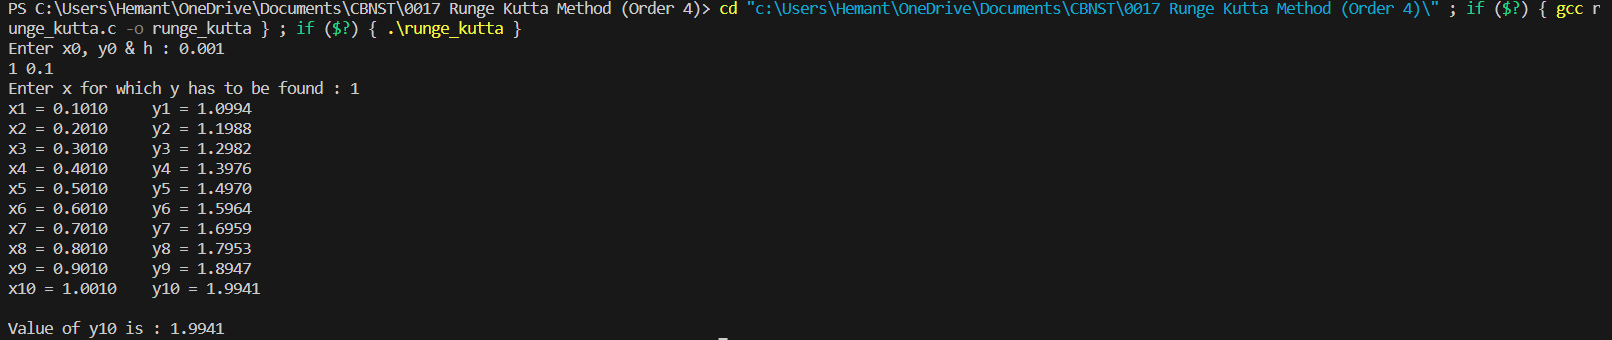 PS C:\Users\Hemant\OneDrive\Documents\CBNST\0017 Runge Kutta Method (Order 4)> cd "c:\Users\Hemant\OneDrive\Documents\CBNST\0017 Runge Kutta Method (Order 4)\" ; if ($?) { gcc r
unge_kutta.c -o runge_kutta } ; if ($?) { .\runge_kutta }
Enter x0, y0 & h : 0.001
1 0.1
Enter x for which y has to be found : 1
x1 = 0.1010     y1 = 1.0994
x2 = 0.2010     y2 = 1.1988
x3 = 0.3010     y3 = 1.2982
x4 = 0.4010     y4 = 1.3976
x5 = 0.5010     y5 = 1.4970
x6 = 0.6010     y6 = 1.5964
x7 = 0.7010     y7 = 1.6959
x8 = 0.8010     y8 = 1.7953
x9 = 0.9010     y9 = 1.8947
x10 = 1.0010    y10 = 1.9941
Value of y10 is : 1.9941